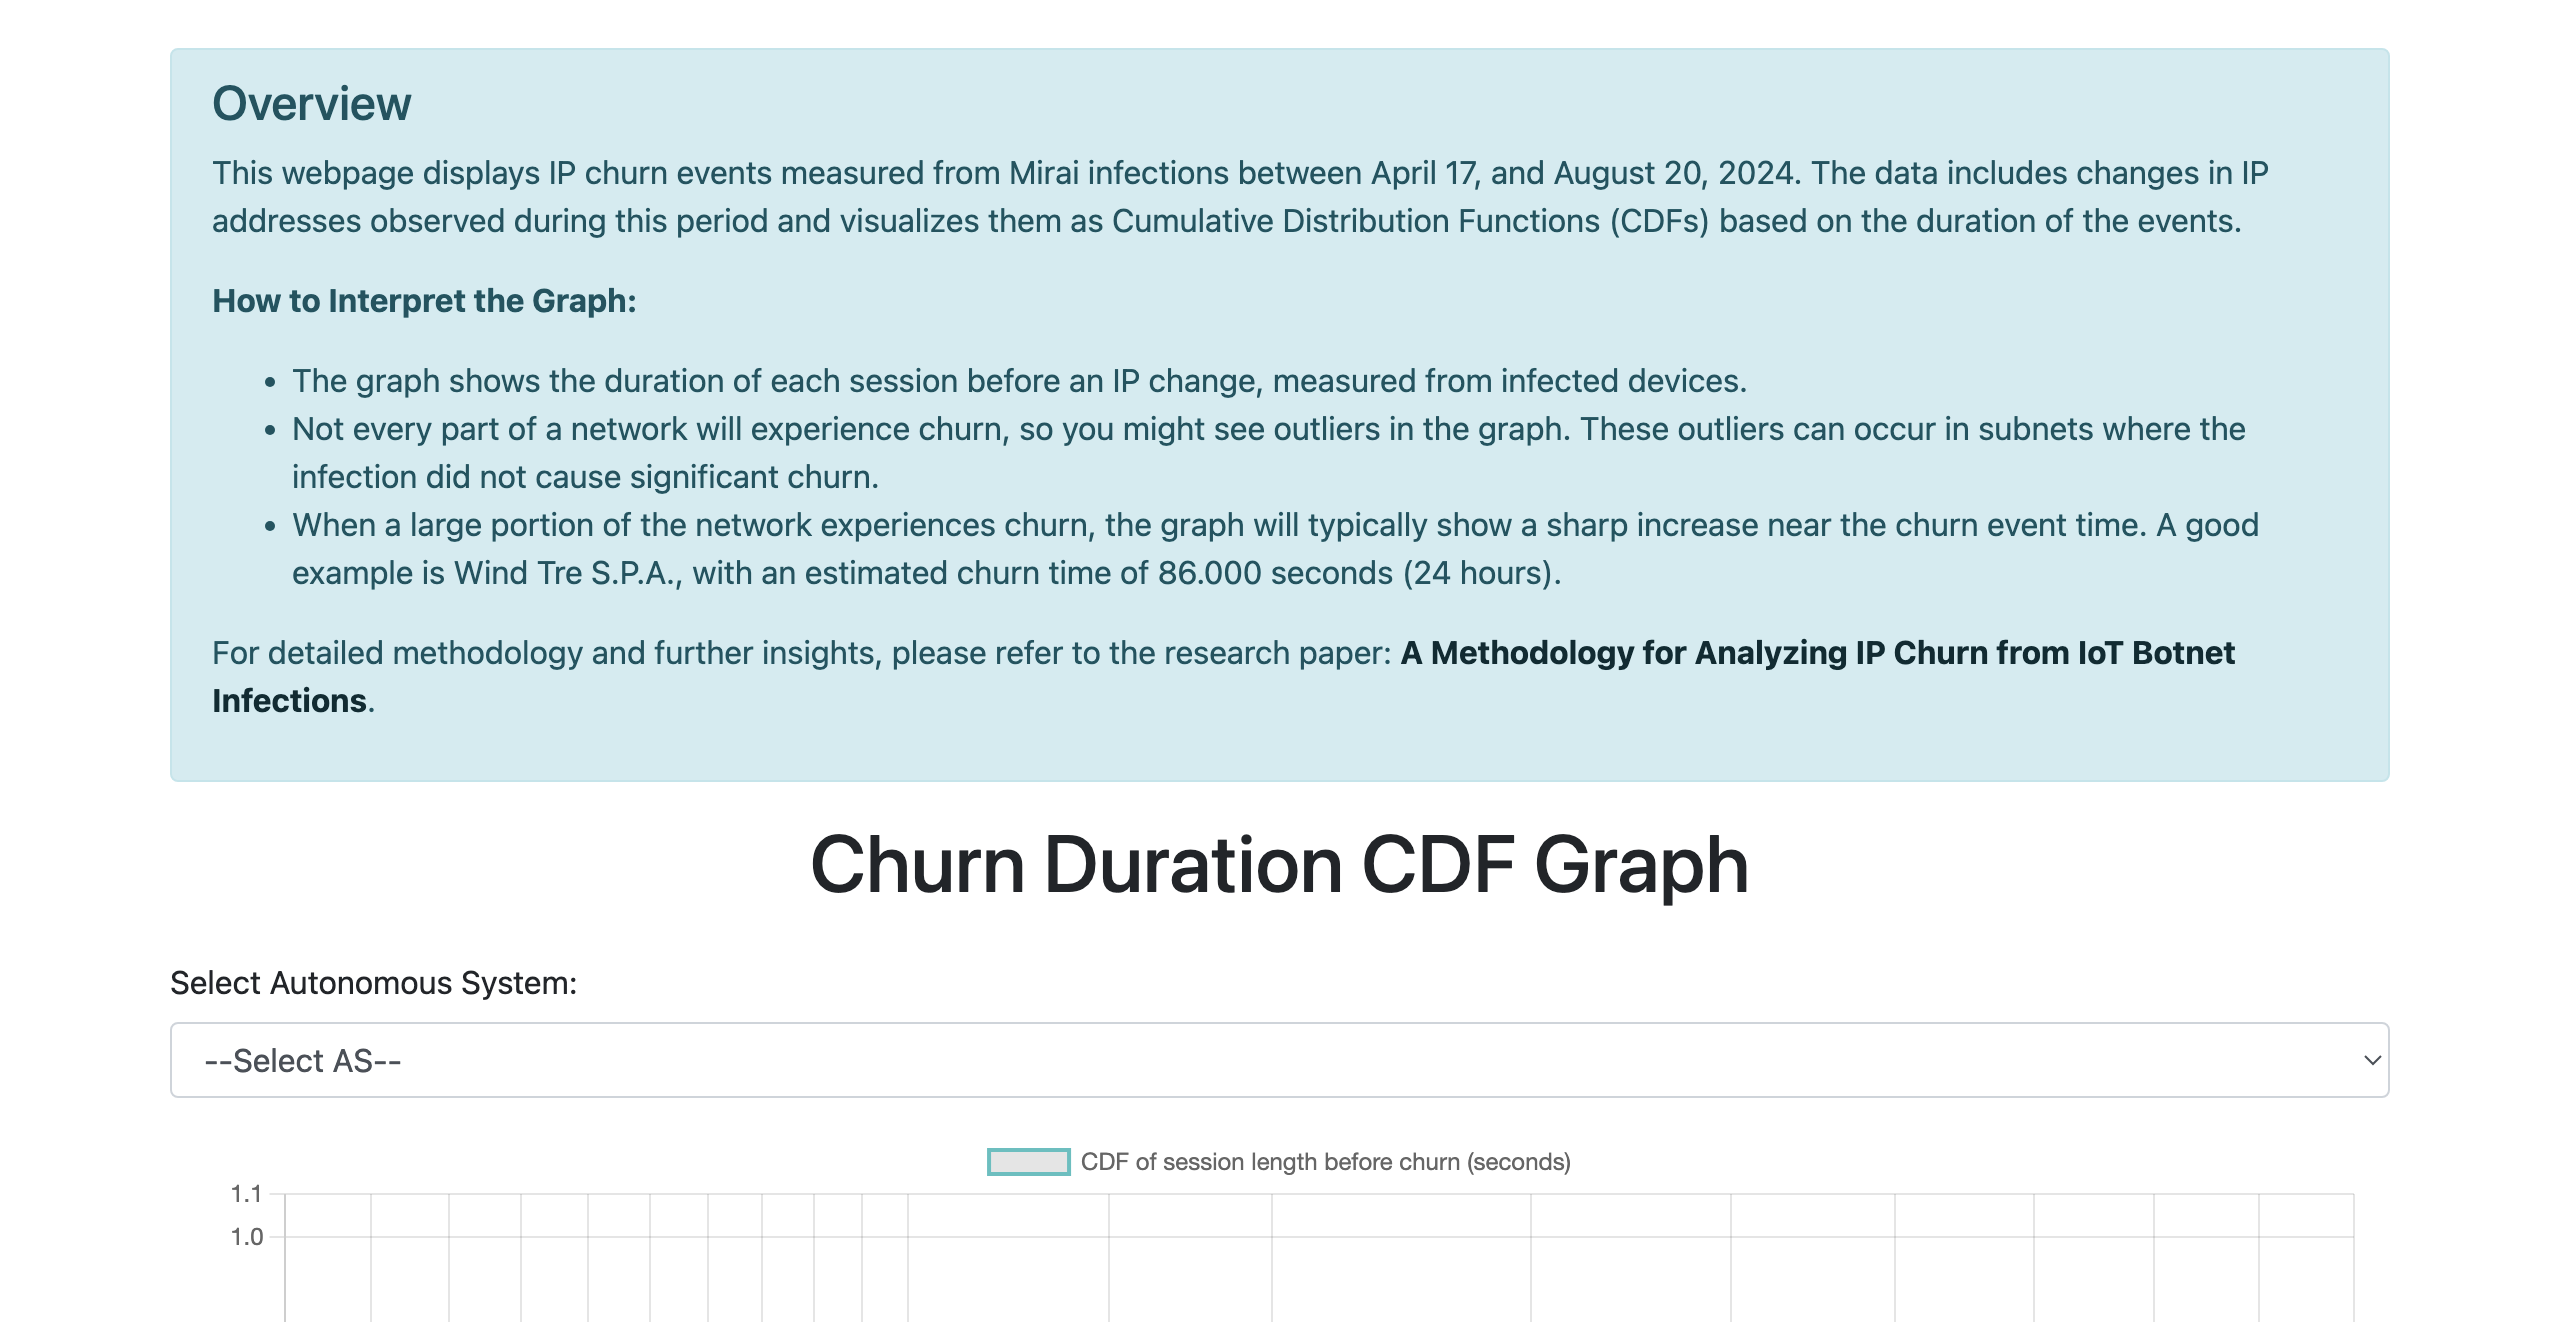 Overview
This webpage displays IP churn events measured from Mirai infections between April 17, and August 20, 2024. The data includes changes in IP
addresses observed during this period and visualizes them as Cumulative Distribution Functions (CDFs) based on the duration of the events.
How to Interpret the Graph:
• The graph shows the duration of each session before an IP change, measured from infected devices.
• Not every part of a network will experience churn, so you might see outliers in the graph. These outliers can occur in subnets where the
infection did not cause significant churn.
• When a large portion of the network experiences churn, the graph will typically show a sharp increase near the churn event time. A good
example is Wind Tre S.P.A., with an estimated churn time of 86.000 seconds (24 hours).
For detailed methodology and further insights, please refer to the research paper: A Methodology for Analyzing IP Churn from IoT Botnet
Infections.
Churn Duration CDF Graph
Select Autonomous System:
--Select AS--
CDF of session length before churn (seconds)
1.1
1.0